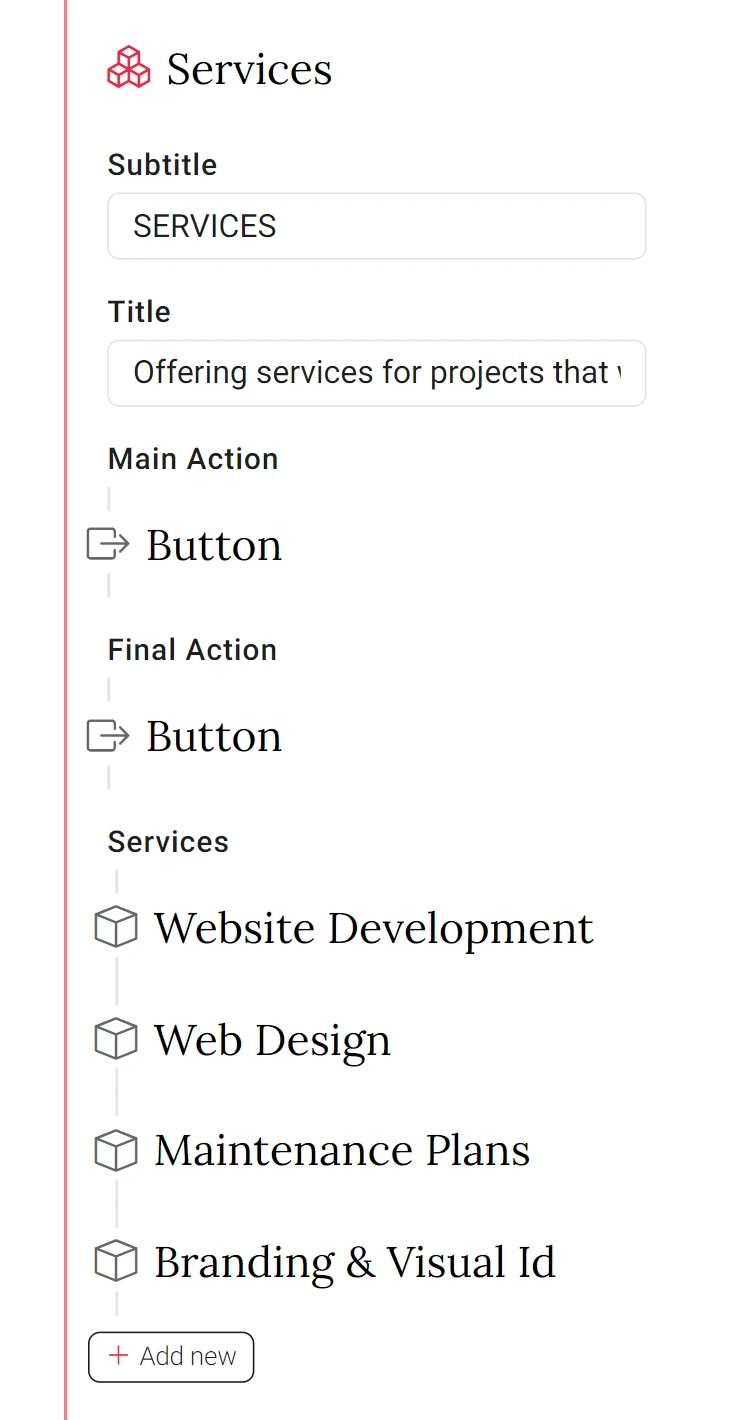 Services
Subtitle
SERVICES
Title
Offering services for projects that
Main Action
Button
Final Action
Button
Services
Website Development
Web Design
Maintenance Plans
Branding & Visual Id
+ Add new